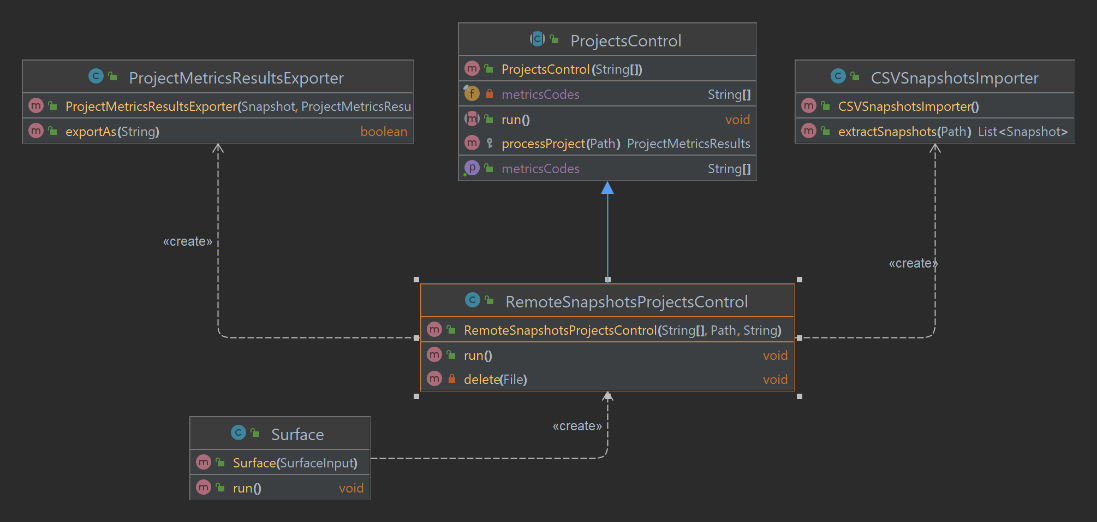 ProjectMetricsResultsExporter
ProjectMetricsResultsExporter(Snapshot, ProjectMetricsResu
exportAs(String) boolean
ProjectsControl
ProjectsControl(String[])
metricsCodes String[]
run() void
processProject(Path) ProjectMetricsResults
metricsCodes String[]
CSVSnapshotsImporter
CSVSnapshotsImporter()
extractSnapshots(Path) List<Snapshot>
«create»
«create»
RemoteSnapshotsProjectsControl
RemoteSnapshotsProjectsControl(String[], Path, String)
run() void
delete(File) void
«create»
Surface
Surface(SurfaceInput)
run() void